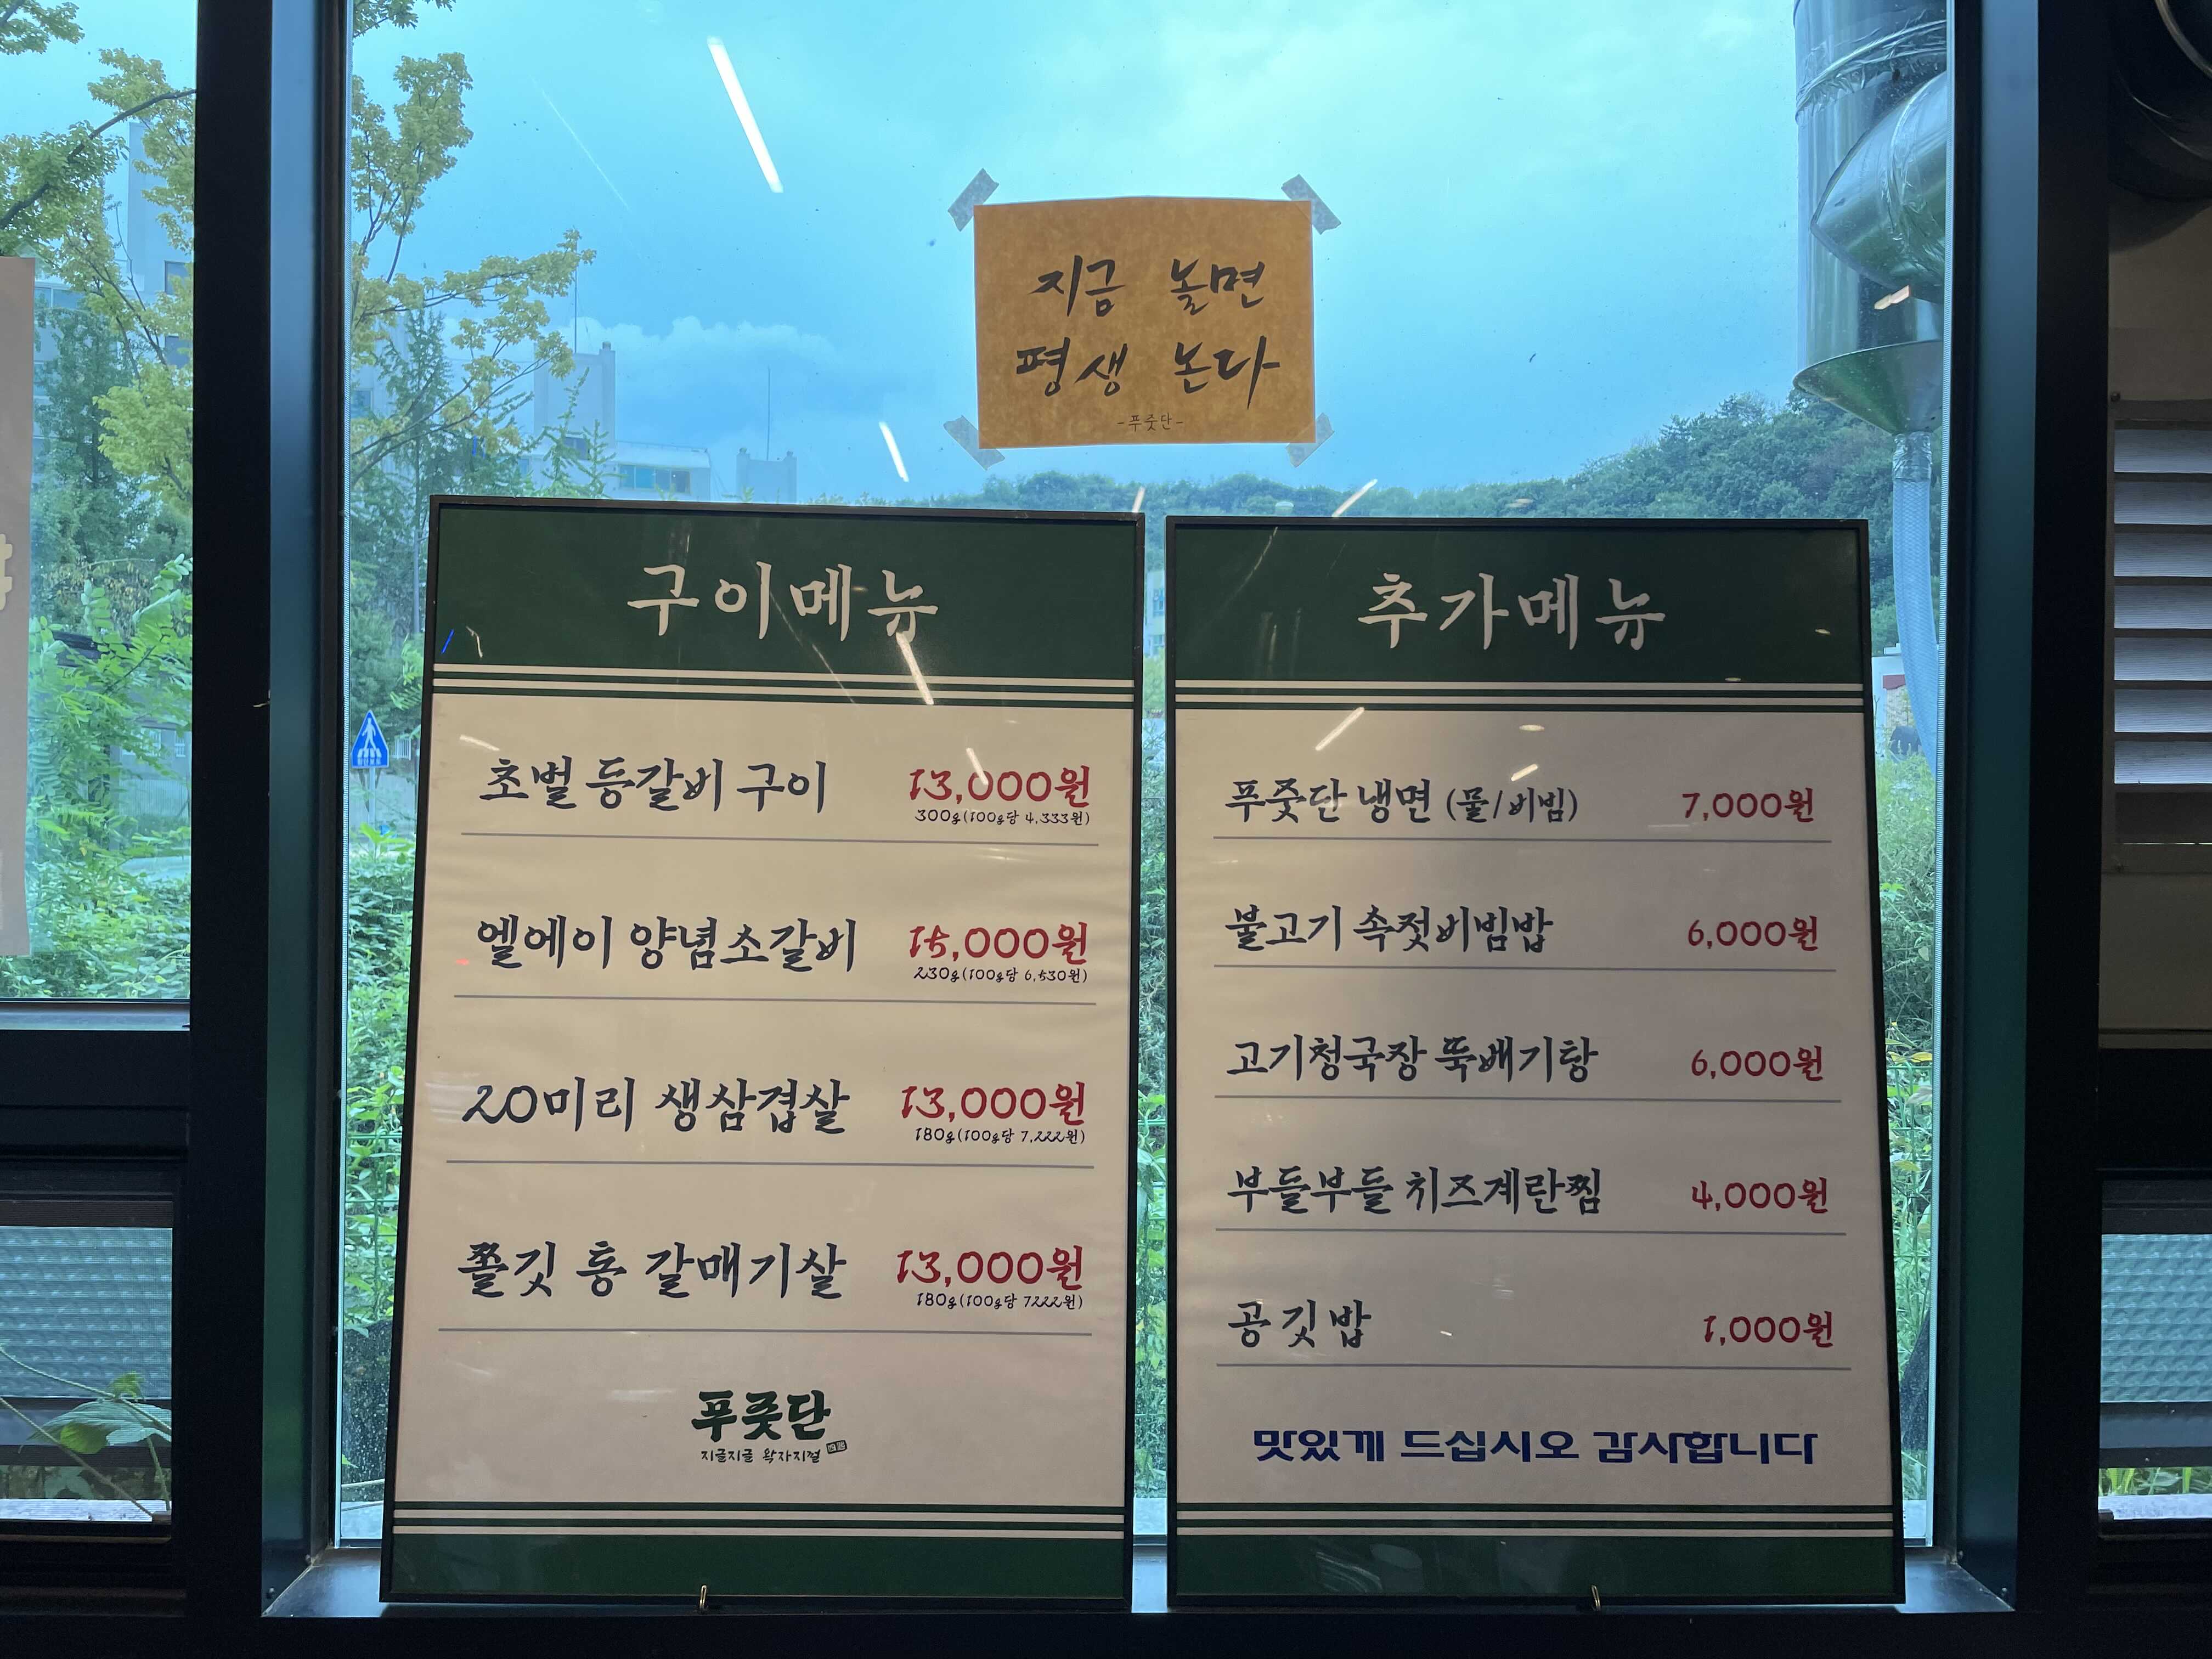 지금 놀면
평생 논다
-푸줏단-
구이메뉴
초벌 등갈비 구이 13,000원
300g(100g당 4,333원)
엘에이 양념소갈비 15,000원
230g(100g당 6,530원)
20미리 생삼겹살 13,000원
180g(100g당 7,222원)
쫄깃 통 갈매기살 13,000원
180g(100g당 7222원)
푸줏단
지글지글 왁자지껄
추가메뉴
푸줏단 냉면 (물/비빔) 7,000원
불고기 속젓비빔밥 6,000원
고기청국장 뚝배기탕 6,000원
부들부들 치즈계란찜 4,000원
공깃밥 1,000원
맛있게 드십시오 감사합니다